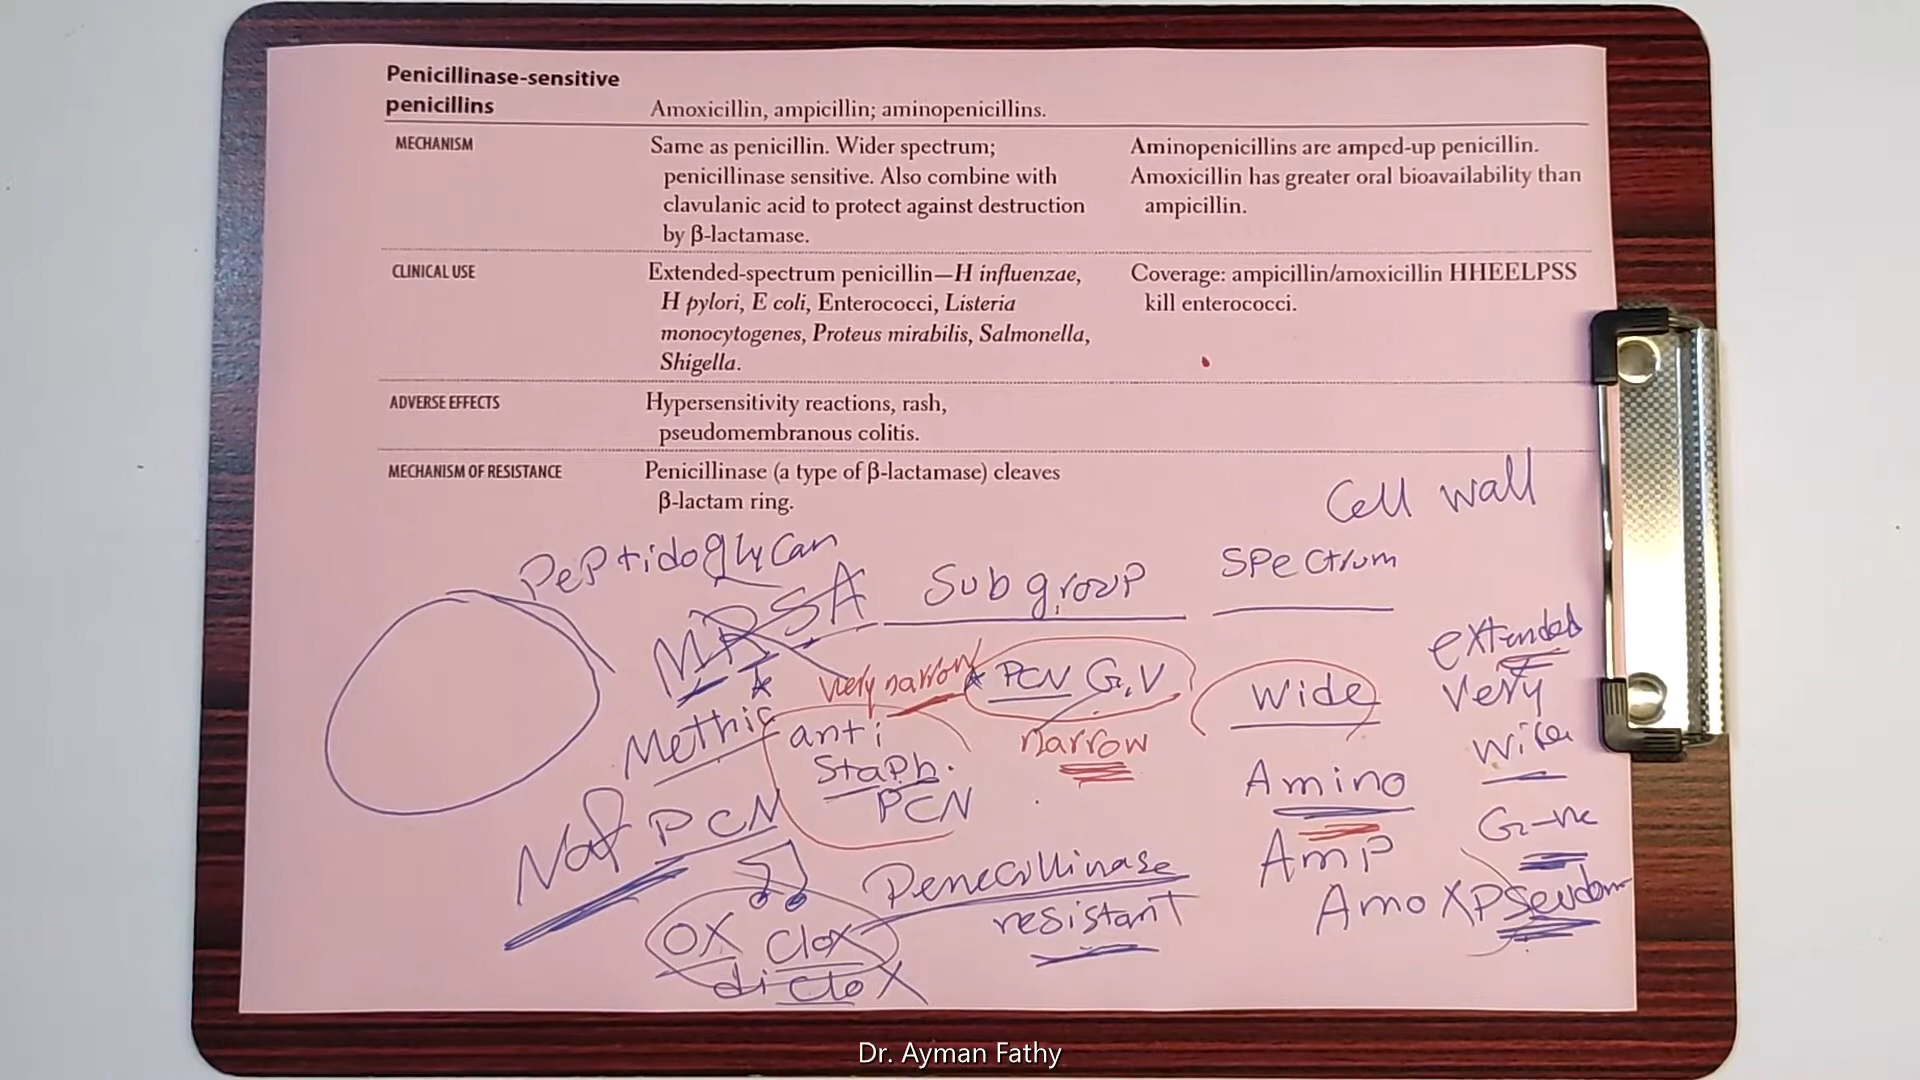 Penicillinase-sensitive
penicillins
Amoxicillin, ampicillin; aminopenicillins.
MECHANISM
Same as penicillin. Wider spectrum;
penicillinase sensitive. Also combine with
clavulanic acid to protect against destruction
by β-lactamase.
Aminopenicillins are amped-up penicillin.
Amoxicillin has greater oral bioavailability than
ampicillin.
CLINICAL USE
Extended-spectrum penicillin—H influenzae,
H pylori, E coli, Enterococci, Listeria
monocytogenes, Proteus mirabilis, Salmonella,
Shigella.
Coverage: ampicillin/amoxicillin HHEELPSS
kill enterococci.
ADVERSE EFFECTS
Hypersensitivity reactions, rash,
pseudomembranous colitis.
MECHANISM OF RESISTANCE
Penicillinase (a type of β-lactamase) cleaves
β-lactam ring.
Cell wall
Peptidoglycan
MRSA
Subgroup
Spectrum
extended
very
wide
very narrow
PCN G,V
narrow
Wide
Methic
anti
Staph.
PCN
Amino
G-ve
Naf PCN
Amp
Penecillinase
resistant
Amox
Pseudom
OX Clox
diclox
Dr. Ayman Fathy